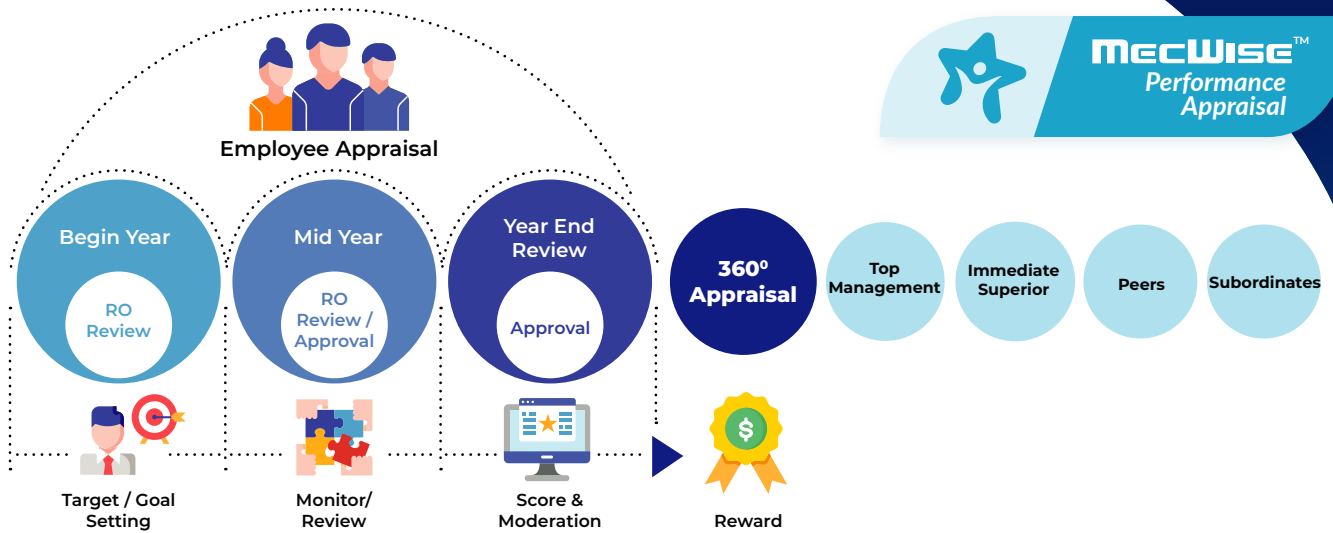 MECWISE™
Performance
Appraisal
Employee Appraisal
Begin Year
RO
Review
Mid Year
RO
Review /
Approval
Year End
Review
Approval
360⁰
Appraisal
Top
Management
Immediate
Superior
Peers
Subordinates
$
Target / Goal
Setting
Monitor/
Review
Score &
Moderation
Reward